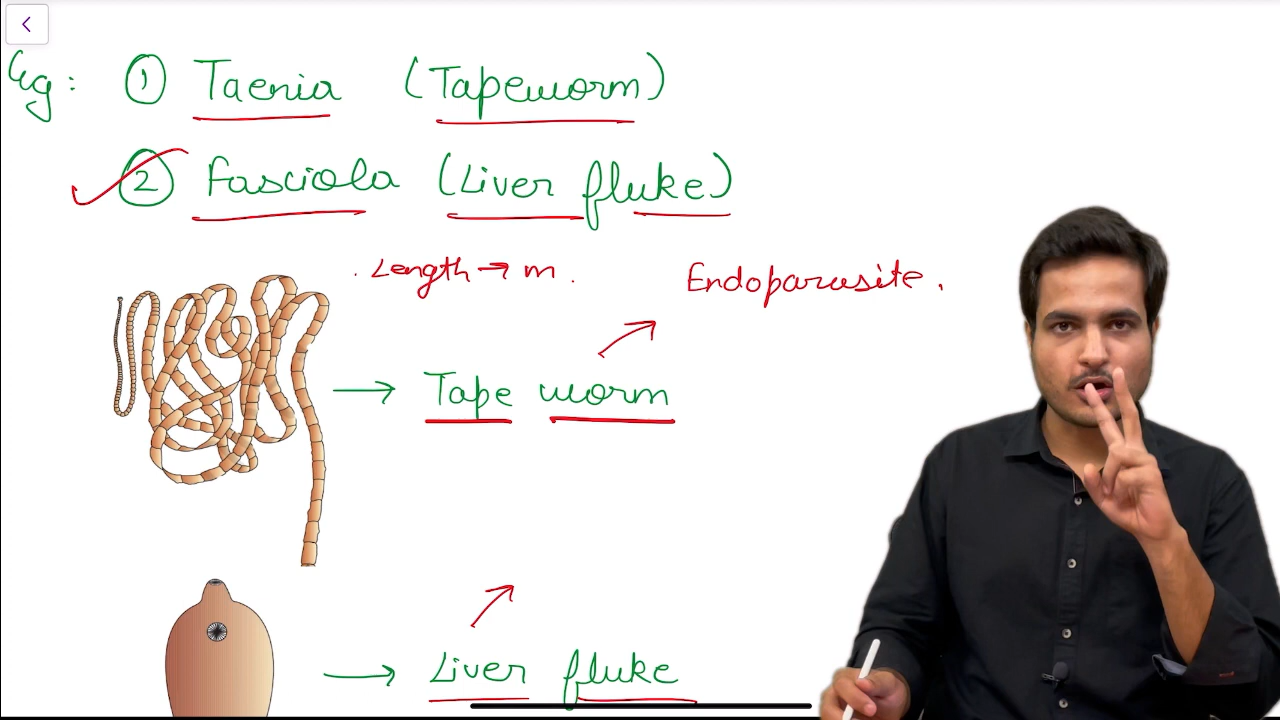 Eg: ① Taenia (Tapeworm)
② Fasciola (Liver fluke)
. Length → m .
Endoparasite.
→ Tape worm
→ Liver fluke